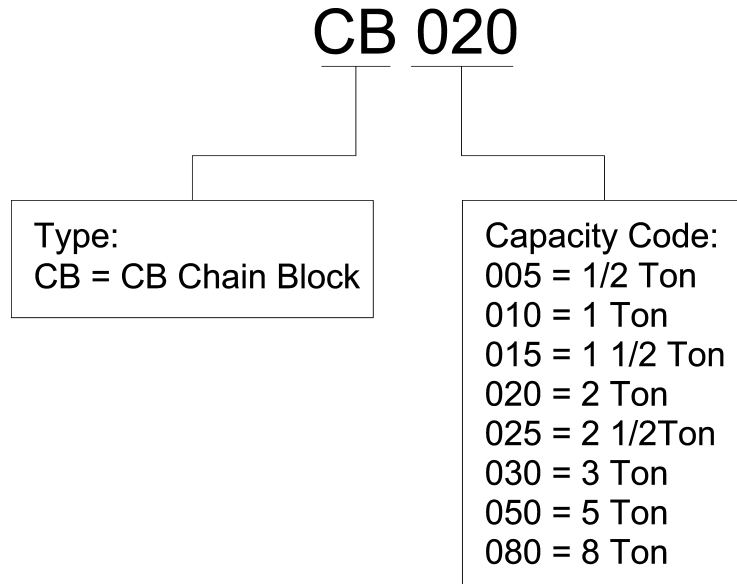 CB 020
Type:
CB = CB Chain Block
Capacity Code:
005 = 1/2 Ton
010 = 1 Ton
015 = 1 1/2 Ton
020 = 2 Ton
025 = 2 1/2Ton
030 = 3 Ton
050 = 5 Ton
080 = 8 Ton